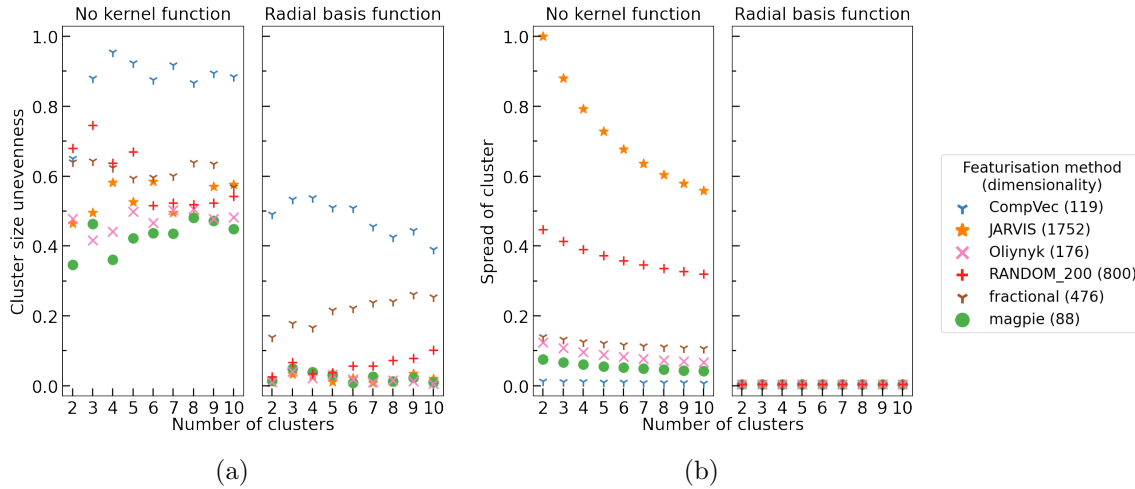 No kernel function
Radial basis function
Cluster size unevenness
1.0
0.8
0.6
0.4
0.2
0.0
2 3 4 5 6 7 8 9 10
2 3 4 5 6 7 8 9 10
Number of clusters
(a)
No kernel function
Radial basis function
Spread of cluster
1.0
0.8
0.6
0.4
0.2
0.0
2 3 4 5 6 7 8 9 10
2 3 4 5 6 7 8 9 10
Number of clusters
(b)
Featurisation method
(dimensionality)
CompVec (119)
JARVIS (1752)
Oliynyk (176)
RANDOM_200 (800)
fractional (476)
magpie (88)